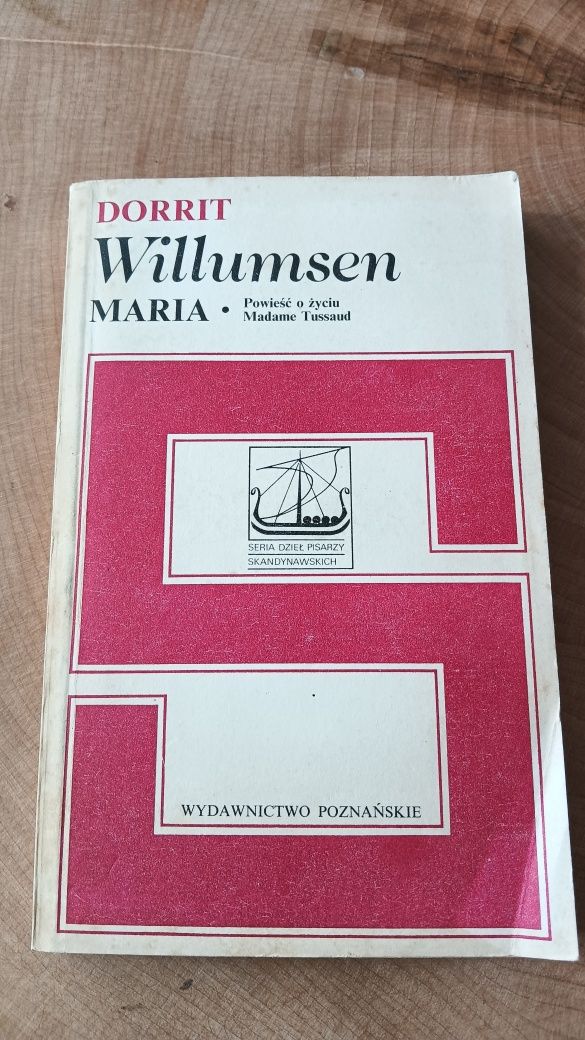 DORRIT
Willumsen
MARIA • Powieść o życiu
Madame Tussaud
SERIA DZIEŁ PISARZY
SKANDYNAWSKICH
WYDAWNICTWO POZNAŃSKIE